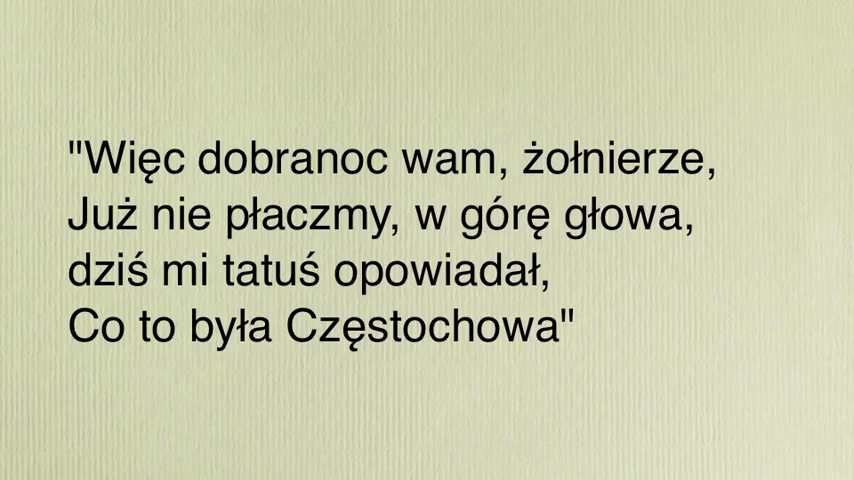 "Więc dobranoc wam, żołnierze,
Już nie płaczmy, w górę głowa,
dziś mi tatuś opowiadał,
Co to była Częstochowa"